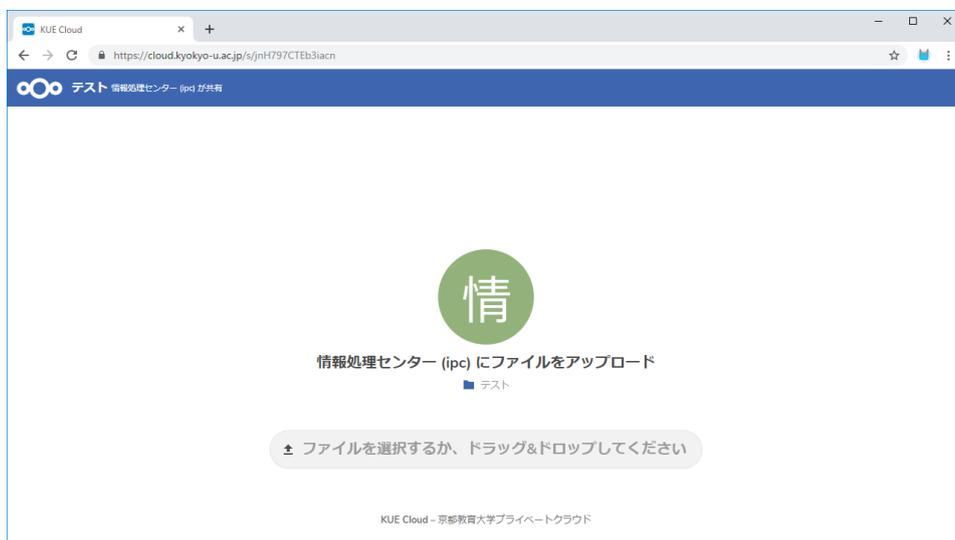 KUE Cloud
https://cloud.kyokyo-u.ac.jp/s/jnH797CTEb3iacn
テスト 情報処理センター (ipc) が共有
情
情報処理センター (ipc) にファイルをアップロード
テスト
ファイルを選択するか、ドラッグ&ドロップしてください
KUE Cloud – 京都教育大学プライベートクラウド